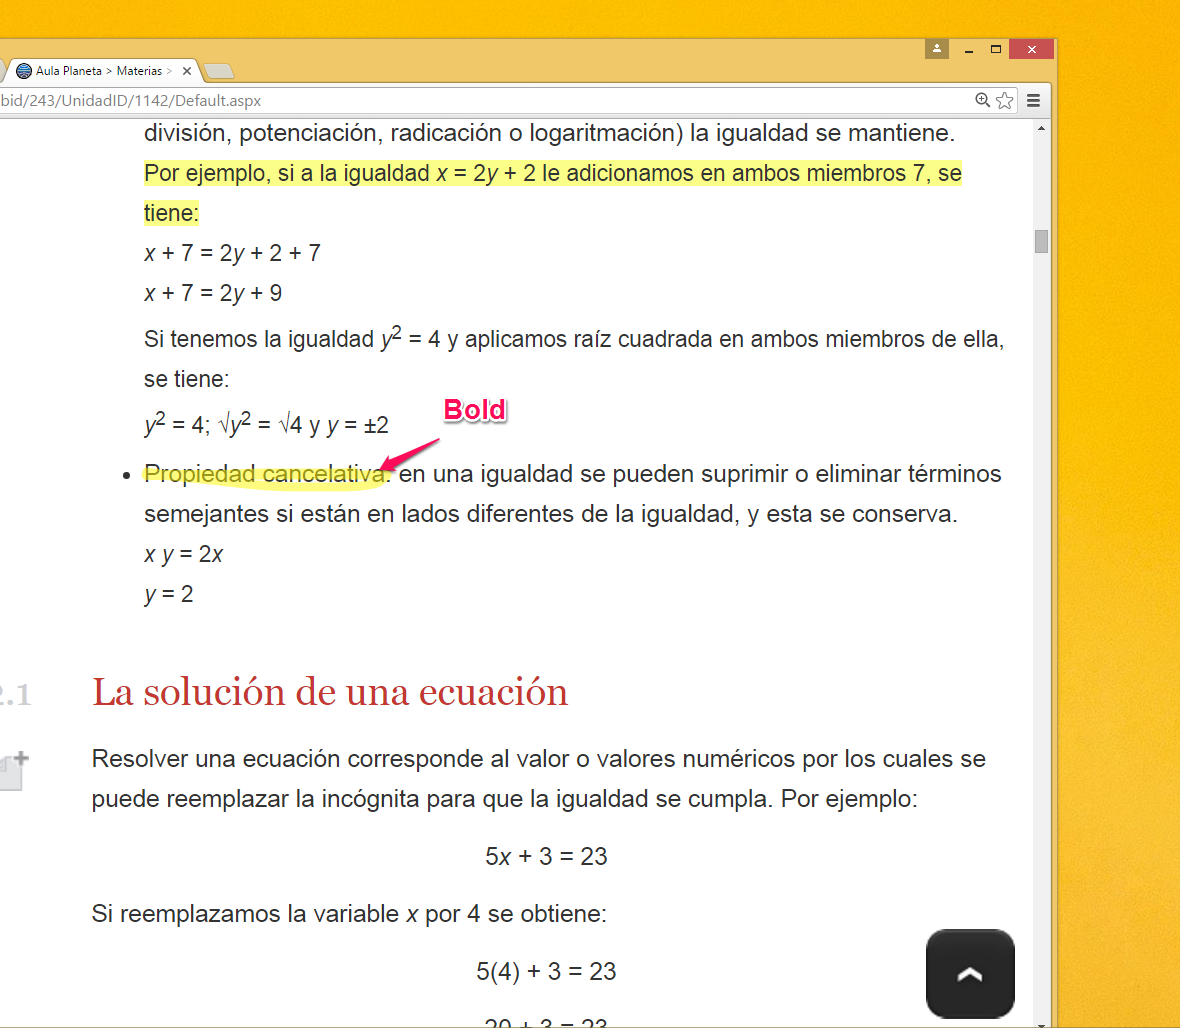 Aula Planeta > Materias >
bid/243/UnidadID/1142/Default.aspx
división, potenciación, radicación o logaritmación) la igualdad se mantiene.
Por ejemplo, si a la igualdad x = 2y + 2 le adicionamos en ambos miembros 7, se
tiene:
x + 7 = 2y + 2 + 7
x + 7 = 2y + 9
Si tenemos la igualdad y² = 4 y aplicamos raíz cuadrada en ambos miembros de ella,
se tiene:
y² = 4; √y² = √4 y y = ±2
Bold
• Propiedad cancelativa: en una igualdad se pueden suprimir o eliminar términos
semejantes si están en lados diferentes de la igualdad, y esta se conserva.
x y = 2x
y = 2
2.1 La solución de una ecuación
Resolver una ecuación corresponde al valor o valores numéricos por los cuales se
puede reemplazar la incógnita para que la igualdad se cumpla. Por ejemplo:
5x + 3 = 23
Si reemplazamos la variable x por 4 se obtiene:
5(4) + 3 = 23
20 + 3 = 23